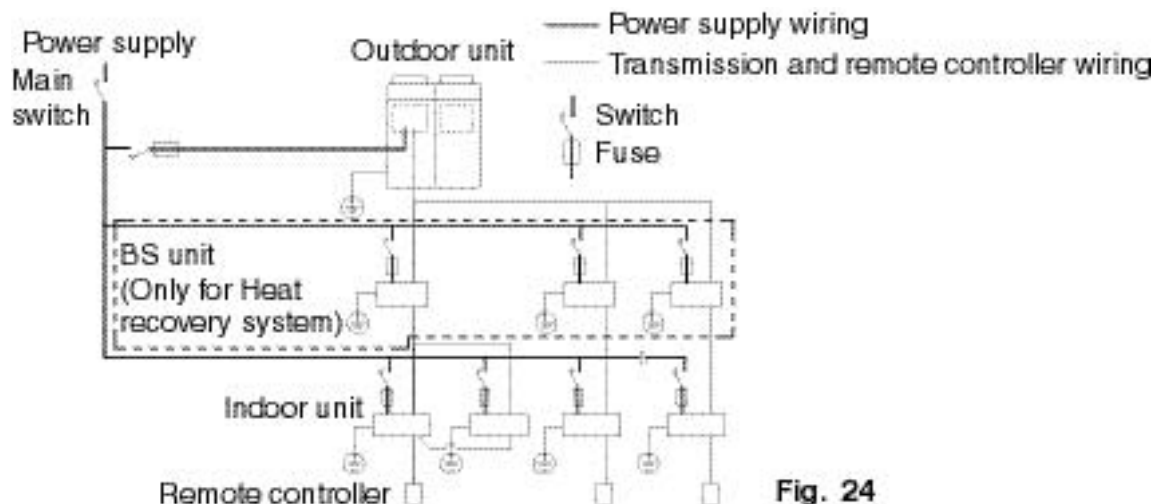 Power supply
Main
switch
Outdoor unit
Power supply wiring
Transmission and remote controller wiring
Switch
Fuse
BS unit
(Only for Heat
recovery system)
Indoor unit
Remote controller
Fig. 24